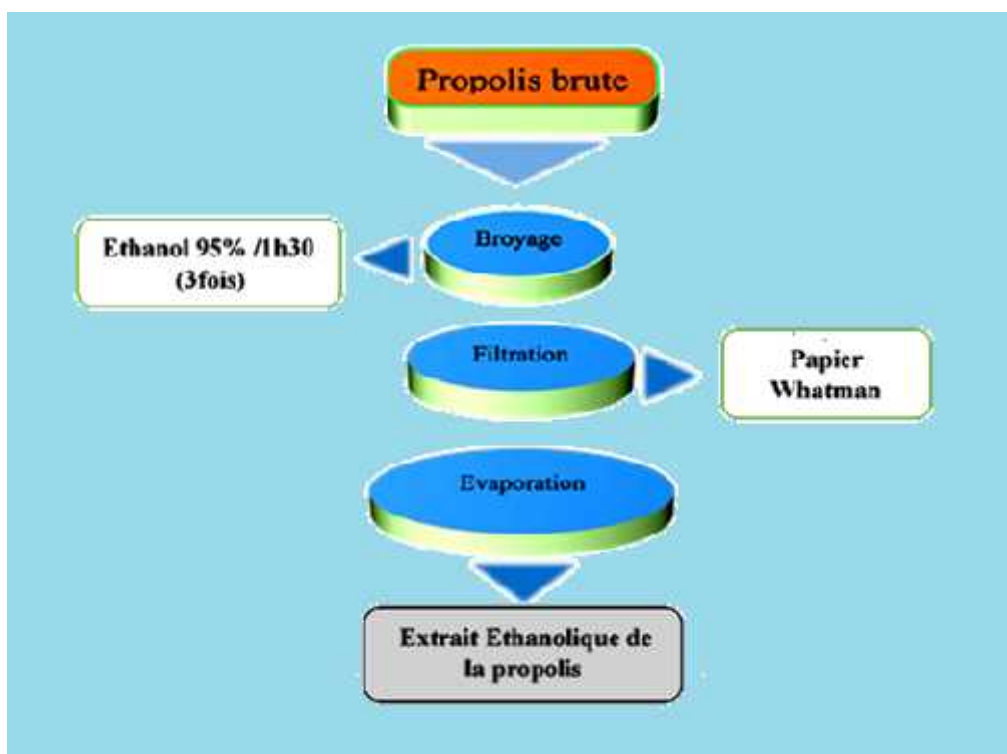 Propolis brute
Broyage
Ethanol 95% /1h30
(3fois)
Filtration
Papier
Whatman
Evaporation
Extrait Ethanolique de
la propolis